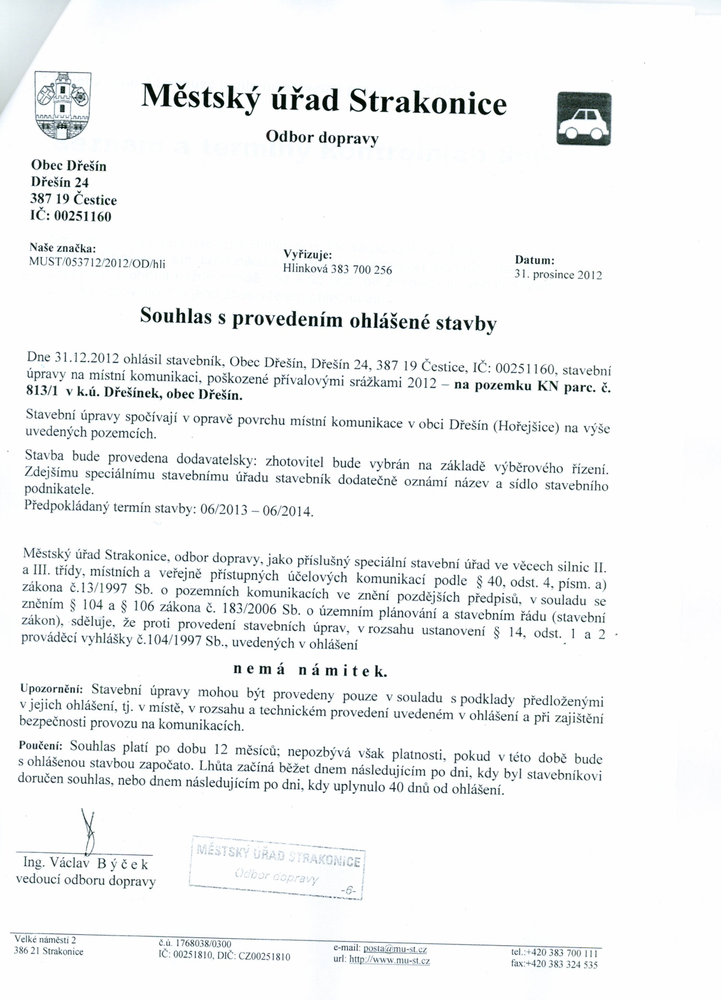 Městský úřad Strakonice
Odbor dopravy
Obec Dřešín
Dřešín 24
387 19 Čestice
IČ: 00251160
Naše značka:
MUST/053712/2012/OD/hli
Vyřizuje:
Hlinková 383 700 256
Datum:
31. prosince 2012
Souhlas s provedením ohlášené stavby
Dne 31.12.2012 ohlásil stavebník, Obec Dřešín, Dřešín 24, 387 19 Čestice, IČ: 00251160, stavební
úpravy na místní komunikaci, poškozené přívalovými srážkami 2012 – na pozemku KN parc. č.
813/1 v k.ú. Dřešínek, obec Dřešín.
Stavební úpravy spočívají v opravě povrchu místní komunikace v obci Dřešín (Hořejšice) na výše
uvedených pozemcích.
Stavba bude provedena dodavatelsky: zhotovitel bude vybrán na základě výběrového řízení.
Zdejšímu speciálnímu stavebnímu úřadu stavebník dodatečně oznámí název a sídlo stavebního
podnikatele.
Předpokládaný termín stavby: 06/2013 – 06/2014.
Městský úřad Strakonice, odbor dopravy, jako příslušný speciální stavební úřad ve věcech silnic II.
a III. třídy, místních a veřejně přístupných účelových komunikací podle § 40, odst. 4, písm. a)
zákona č.13/1997 Sb. o pozemních komunikacích ve znění pozdějších předpisů, v souladu se
zněním § 104 a § 106 zákona č. 183/2006 Sb. o územním plánování a stavebním řádu (stavební
zákon), sděluje, že proti provedení stavebních úprav, v rozsahu ustanovení § 14, odst. 1 a 2
prováděcí vyhlášky č.104/1997 Sb., uvedených v ohlášení
n e m á   n á m i t e k.
Upozornění: Stavební úpravy mohou být provedeny pouze v souladu s podklady předloženými
v jejich ohlášení, tj. v místě, v rozsahu a technickém provedení uvedeném v ohlášení a při zajištění
bezpečnosti provozu na komunikacích.
Poučení: Souhlas platí po dobu 12 měsíců; nepozbývá však platnosti, pokud v této době bude
s ohlášenou stavbou započato. Lhůta začíná běžet dnem následujícím po dni, kdy byl stavebníkovi
doručen souhlas, nebo dnem následujícím po dni, kdy uplynulo 40 dnů od ohlášení.
Ing. Václav B ý č e k
vedoucí odboru dopravy
MĚSTSKÝ ÚŘAD STRAKONICE
Odbor dopravy
-6-
Velké náměstí 2
386 21 Strakonice
č.ú. 1768038/0300
IČ: 00251810, DIČ: CZ00251810
e-mail: posta@mu-st.cz
url: http://www.mu-st.cz
tel.:+420 383 700 111
fax:+420 383 324 535